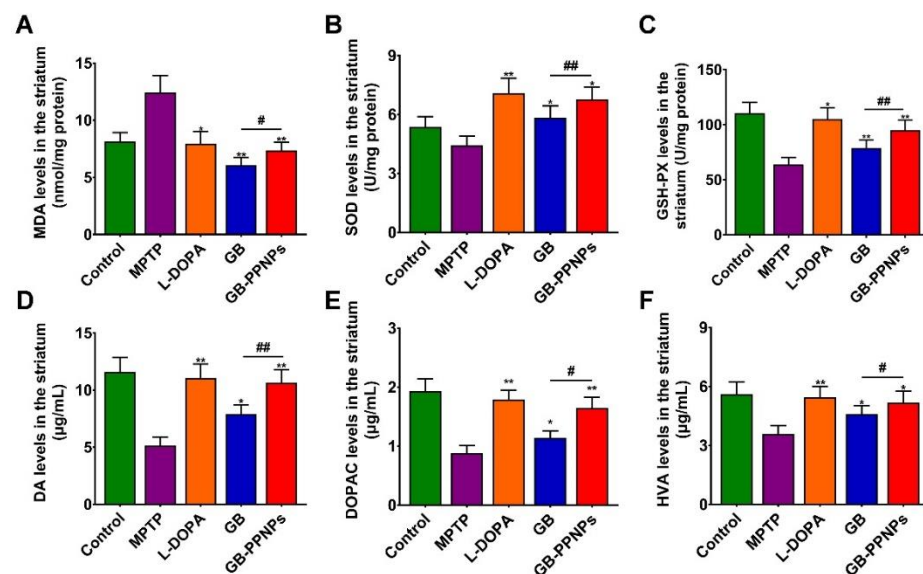 A
MDA levels in the striatum
(nmol/mg protein)
15
10
5
0
**
*
**
#
Control
MPTP
L-DOPA
GB
GB-PPNPs
B
SOD levels in the striatum
(U/mg protein)
9
6
3
0
**
*
*
##
Control
MPTP
L-DOPA
GB
GB-PPNPs
C
GSH-PX levels in the
striatum (U/mg protein)
150
100
50
0
*
**
**
##
Control
MPTP
L-DOPA
GB
GB-PPNPs
D
DA levels in the striatum
(μg/mL)
15
10
5
0
**
*
**
##
Control
MPTP
L-DOPA
GB
GB-PPNPs
E
DOPAC levels in the striatum
(μg/mL)
3
2
1
0
**
*
**
#
Control
MPTP
L-DOPA
GB
GB-PPNPs
F
HVA levels in the striatum
(μg/mL)
9
6
3
0
**
*
*
#
Control
MPTP
L-DOPA
GB
GB-PPNPs